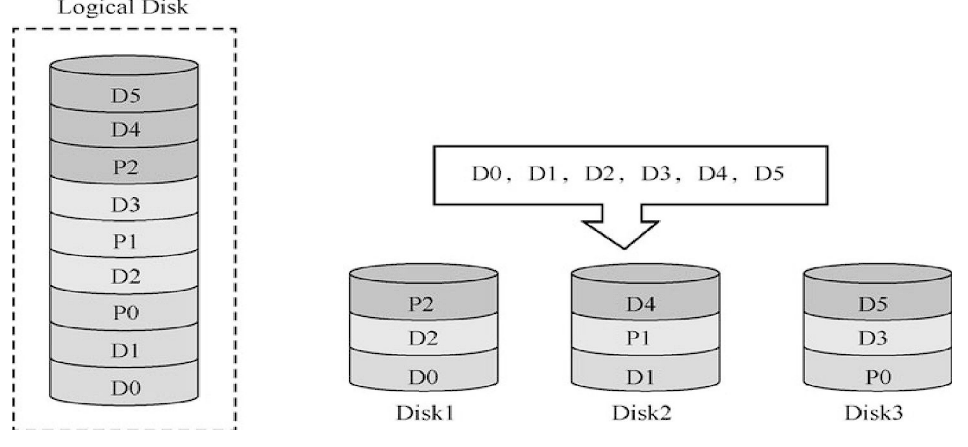 Logical Disk
D5
D4
P2
D3
P1
D2
P0
D1
D0
D0, D1, D2, D3, D4, D5
P2
D2
D0
Disk1
D4
P1
D1
Disk2
D5
D3
P0
Disk3